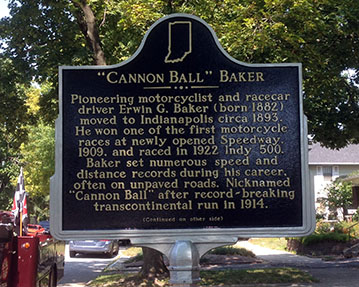 "CANNON BALL" BAKER
Pioneering motorcyclist and racecar
driver Erwin G. Baker (born 1882)
moved to Indianapolis circa 1893.
He won one of the first motorcycle
races at newly opened Speedway,
1909, and raced in 1922 Indy 500.
Baker set numerous speed and
distance records during his career,
often on unpaved roads. Nicknamed
"Cannon Ball" after record-breaking
transcontinental run in 1914.
(Continued on other side)